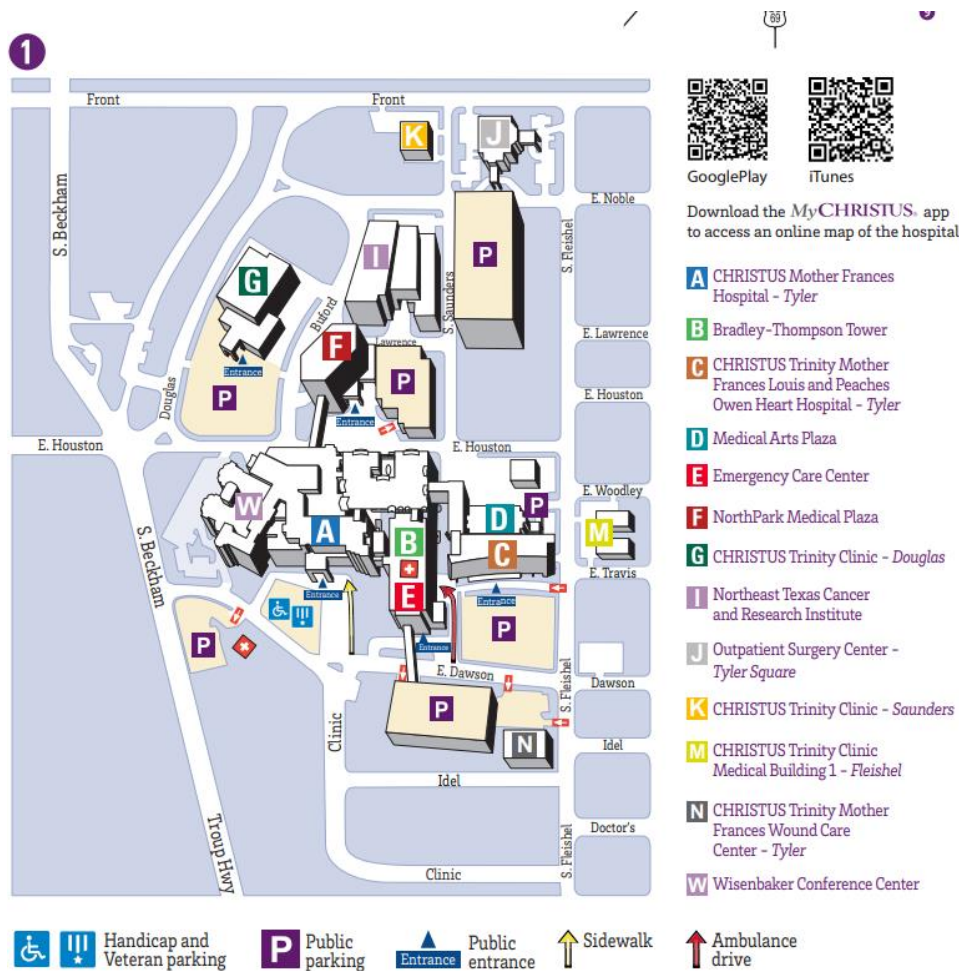 69
9
1
Front
Front
K
J
GooglePlay
iTunes
E. Noble
Download the MyCHRISTUS® app
to access an online map of the hospital
S. Beckham
S. Fleishel
I
P
G
Buford
S. Saunders
A CHRISTUS Mother Frances
Hospital – Tyler
B Bradley-Thompson Tower
C CHRISTUS Trinity Mother
Frances Louis and Peaches
Owen Heart Hospital – Tyler
D Medical Arts Plaza
E Emergency Care Center
F NorthPark Medical Plaza
G CHRISTUS Trinity Clinic – Douglas
I Northeast Texas Cancer
and Research Institute
J Outpatient Surgery Center –
Tyler Square
K CHRISTUS Trinity Clinic – Saunders
M CHRISTUS Trinity Clinic
Medical Building 1 – Fleishel
N CHRISTUS Trinity Mother
Frances Wound Care
Center – Tyler
W Wisenbaker Conference Center
E. Lawrence
Lawrence
F
Entrance
P
P
Douglas
Entrance
E. Houston
E. Houston
E. Houston
E. Woodley
W
A
B
D
P
M
C
E
E. Travis
Entrance
Entrance
S. Beckham
P
P
Entrance
E. Dawson
S. Fleishel
Dawson
P
N
Clinic
Idel
Idel
Troup Hwy
Doctor's
S. Fleishel
Clinic
Handicap and
Veteran parking
P Public
parking
Entrance
Public
entrance
Sidewalk
Ambulance
drive